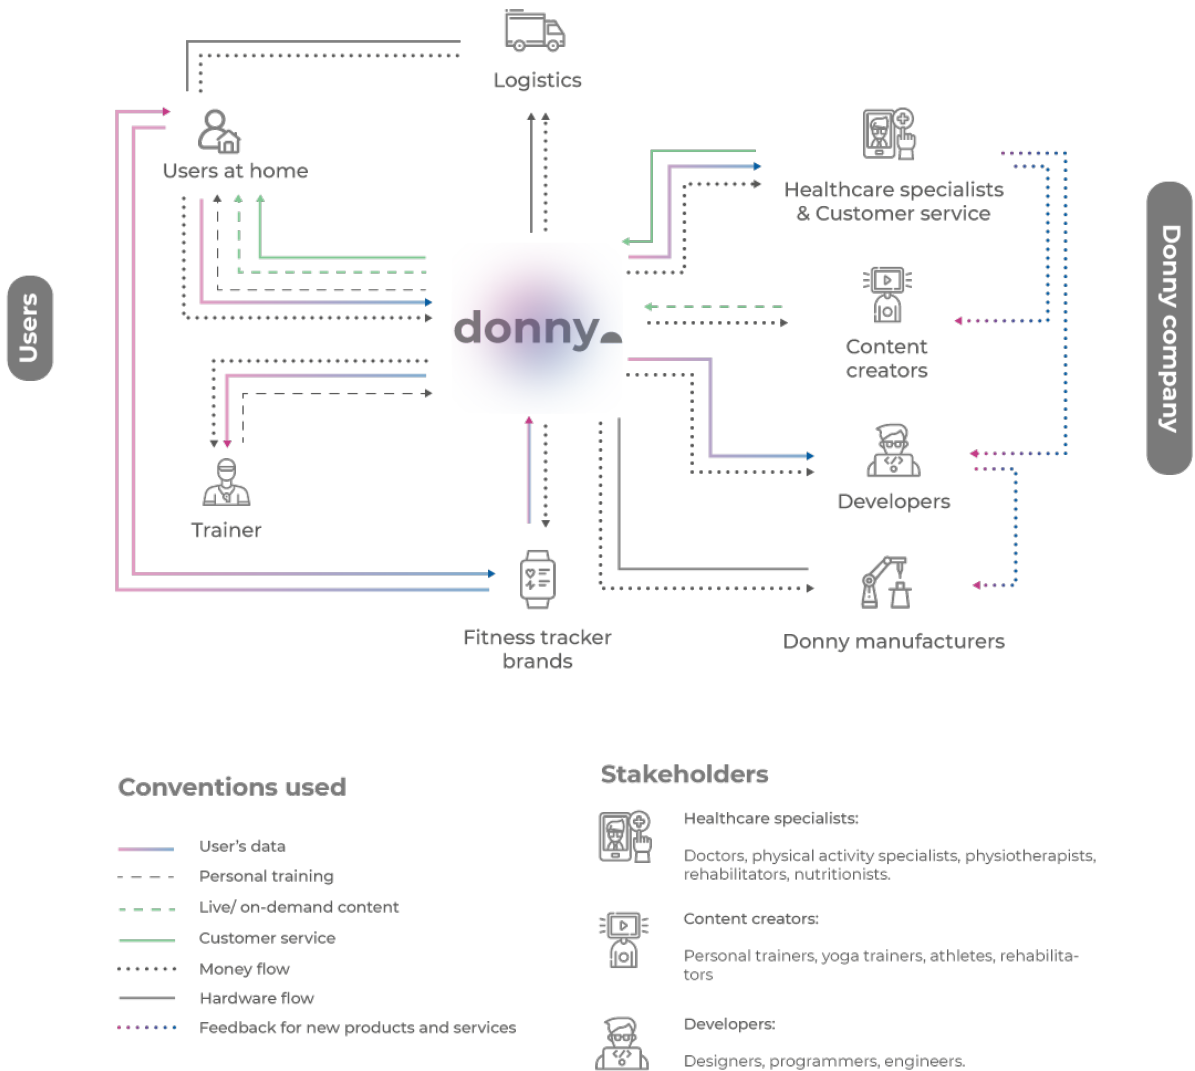 Logistics
Users at home
Healthcare specialists
& Customer service
Users
donny
Donny company
Content
creators
Developers
Trainer
Fitness tracker
brands
Donny manufacturers
Conventions used
User's data
Personal training
Live/ on-demand content
Customer service
Money flow
Hardware flow
Feedback for new products and services
Stakeholders
Healthcare specialists:
Doctors, physical activity specialists, physiotherapists,
rehabilitators, nutritionists.
Content creators:
Personal trainers, yoga trainers, athletes, rehabilita-
tors
Developers:
Designers, programmers, engineers.